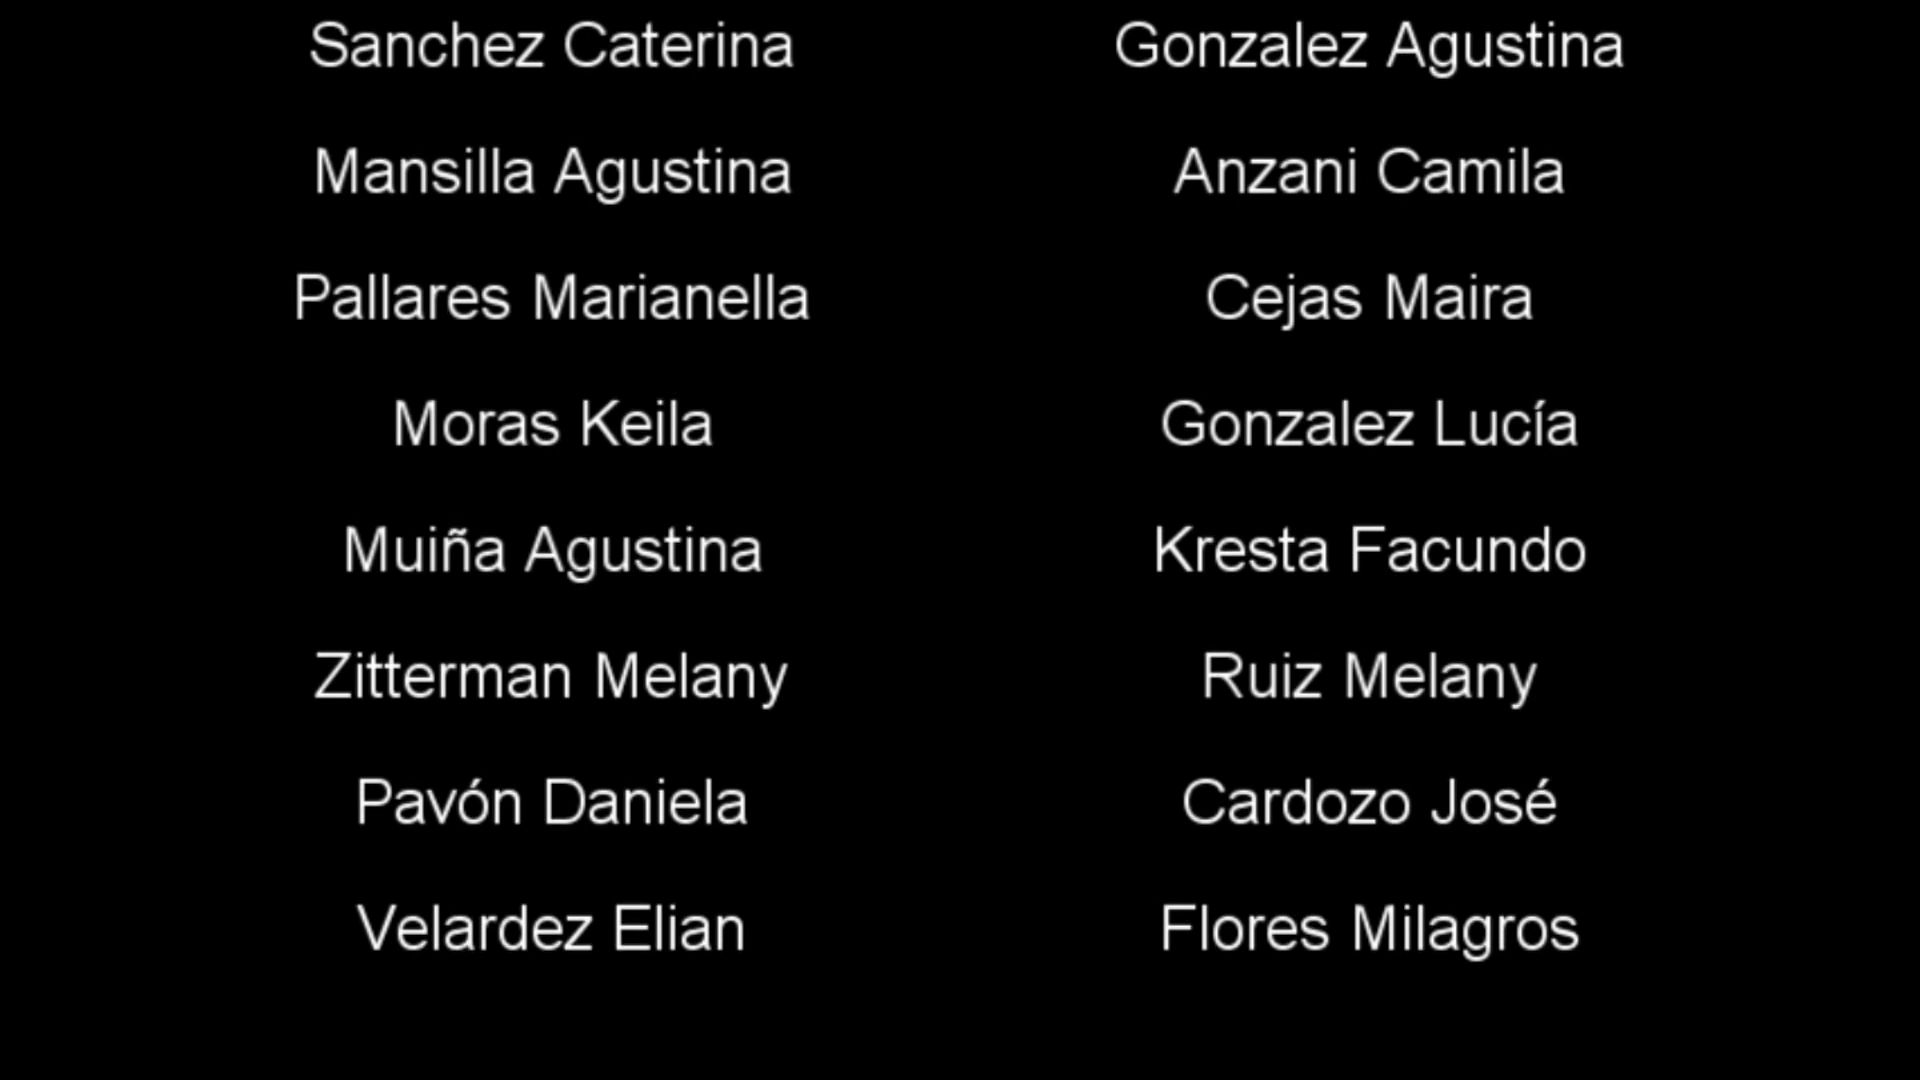 Sanchez Caterina
Gonzalez Agustina
Mansilla Agustina
Anzani Camila
Pallares Marianella
Cejas Maira
Moras Keila
Gonzalez Lucía
Muiña Agustina
Kresta Facundo
Zitterman Melany
Ruiz Melany
Pavón Daniela
Cardozo José
Velardez Elian
Flores Milagros